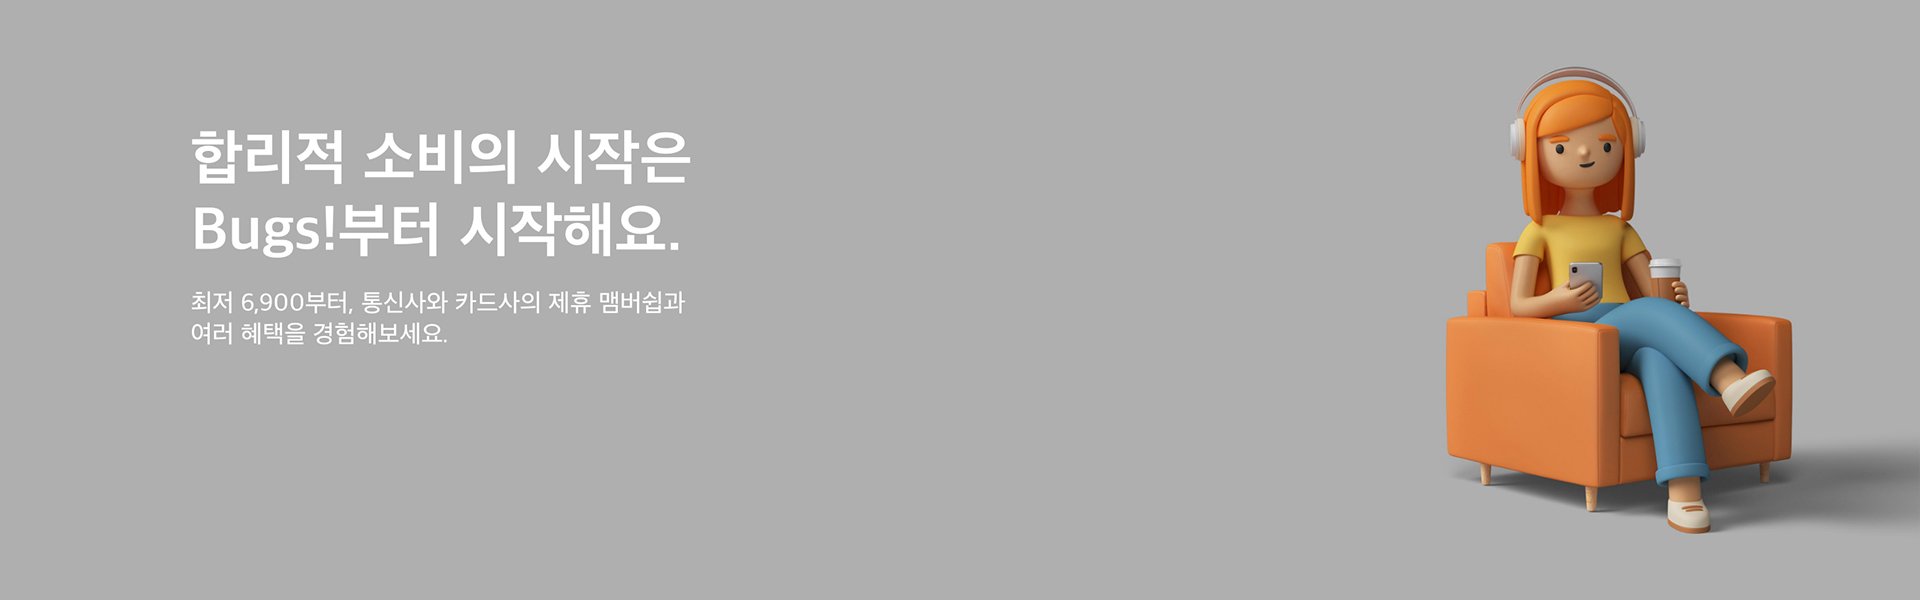 합리적 소비의 시작은
Bugs!부터 시작해요.
최저 6,900부터, 통신사와 카드사의 제휴 맴버쉽과
여러 혜택을 경험해보세요.